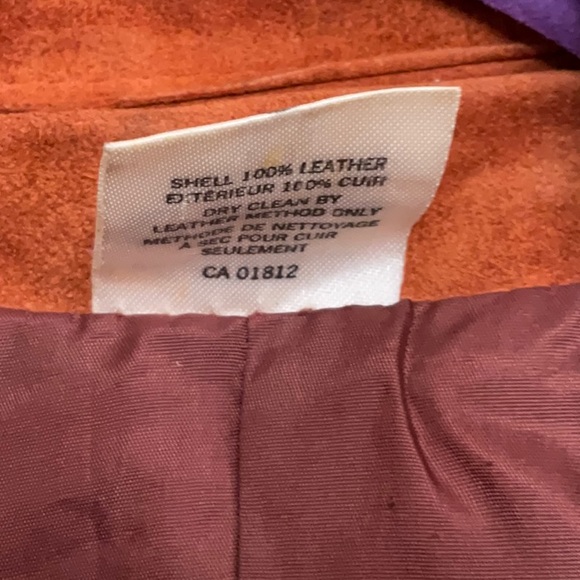 SHELL 100% LEATHER
EXTÉRIEUR 100% CUIR
DRY CLEAN BY
LEATHER METHOD ONLY
METHODE DE NETTOYAGE
A SEC POUR CUIR
SEULEMENT
CA 01812